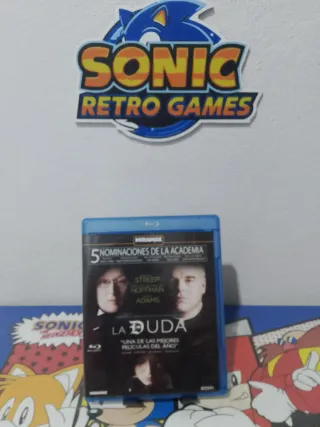 SONIC
RETRO GAMES
MIRAMAX
5 NOMINACIONES DE LA ACADEMIA
STREEP
HOFFMAN
ADAMS
LA DUDA
"UNA DE LAS MEJORES
PELÍCULAS DEL AÑO"
SONIC